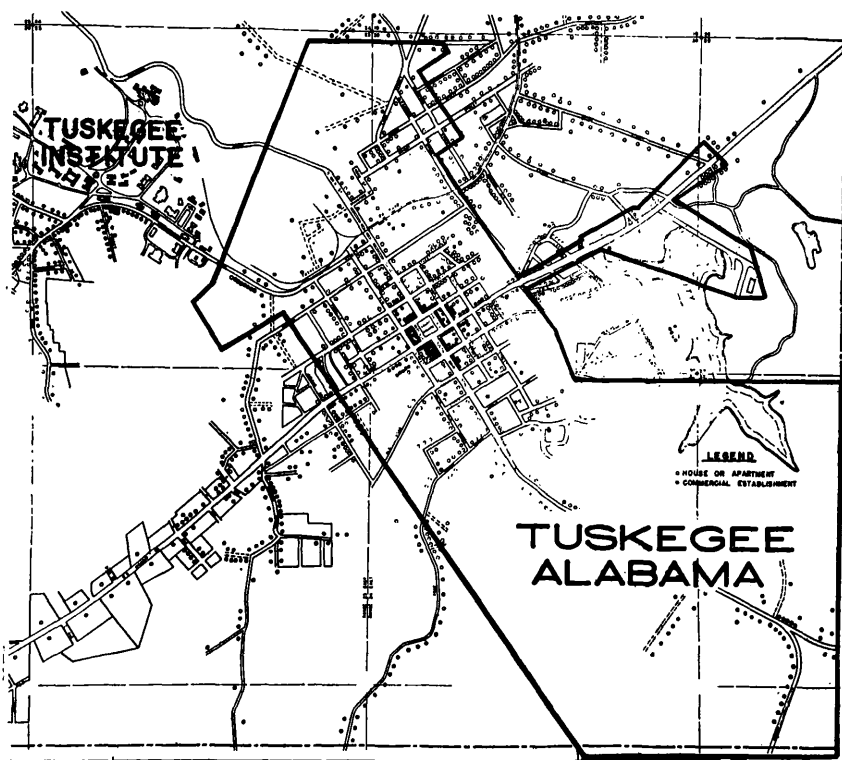 TUSKEGEE
INSTITUTE
LEGEND
HOUSE OR APARTMENT
COMMERCIAL ESTABLISHMENT
TUSKEGEE
ALABAMA